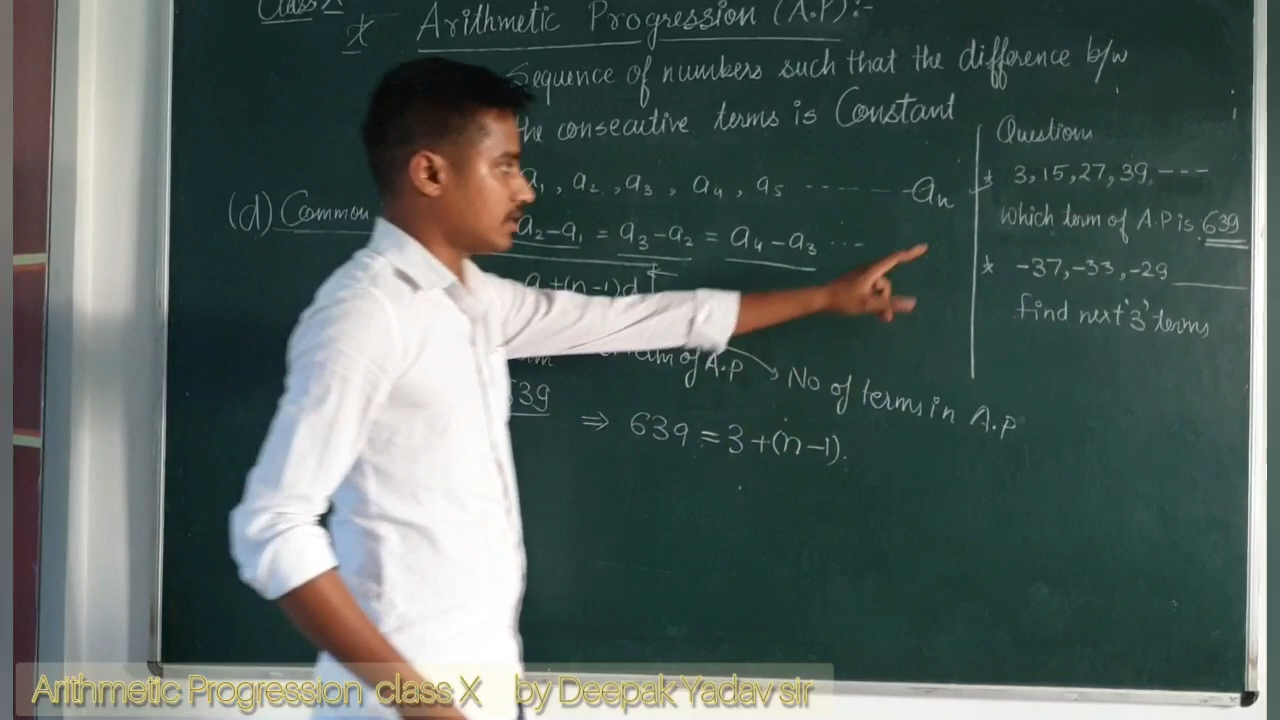 Class X
* Arithmetic Progression (A.P):-
Sequence of numbers such that the difference b/w
the consecutive terms is Constant
a₁, a₂, a₃, a₄, a₅ ------- aₙ
(d) Common a₂-a₁ = a₃-a₂ = a₄-a₃ ...
a+(n-1)d
of A.P
No of terms in A.P
639
⇒ 639 = 3+(n-1).
Questions
* 3,15,27,39,---
which term of A.P is 639
* -37,-33,-29 ____
find next '3' terms
Arithmetic Progression class X by Deepak Yadav sir